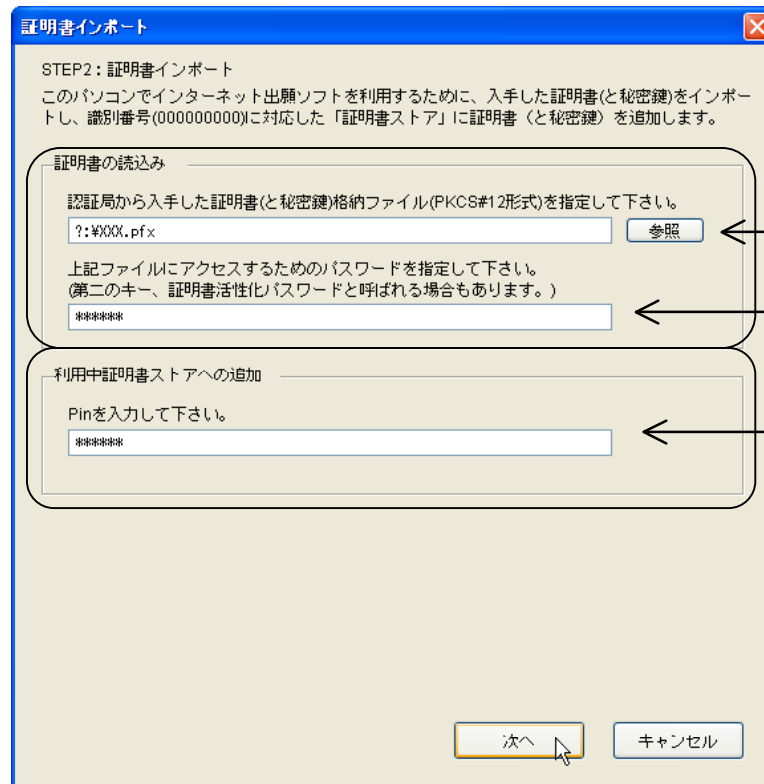 証明書インポート
STEP2：証明書インポート
このパソコンでインターネット出願ソフトを利用するために、入手した証明書(と秘密鍵)をインポー
トし、識別番号(000000000)に対応した「証明書ストア」に証明書（と秘密鍵）を追加します。
証明書の読込み
認証局から入手した証明書(と秘密鍵)格納ファイル(PKCS#12形式)を指定して下さい。
?:¥XXX.pfx
参照
上記ファイルにアクセスするためのパスワードを指定して下さい。
(第二のキー、証明書活性化パスワードと呼ばれる場合もあります。)
******
利用中証明書ストアへの追加
Pinを入力して下さい。
******
次へ
キャンセル